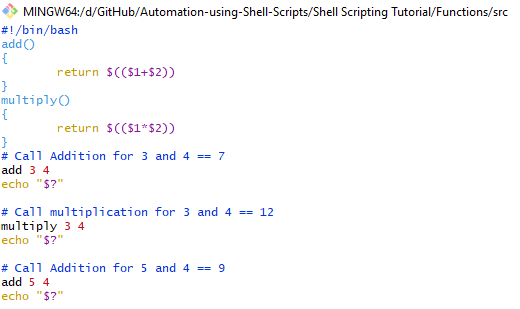 MINGW64:/d/GitHub/Automation-using-Shell-Scripts/Shell Scripting Tutorial/Functions/src
#!/bin/bash
add()
{
        return $(($1+$2))
}
multiply()
{
        return $(($1*$2))
}
# Call Addition for 3 and 4 == 7
add 3 4
echo "$?"

# Call multiplication for 3 and 4 == 12
multiply 3 4
echo "$?"

# Call Addition for 5 and 4 == 9
add 5 4
echo "$?"